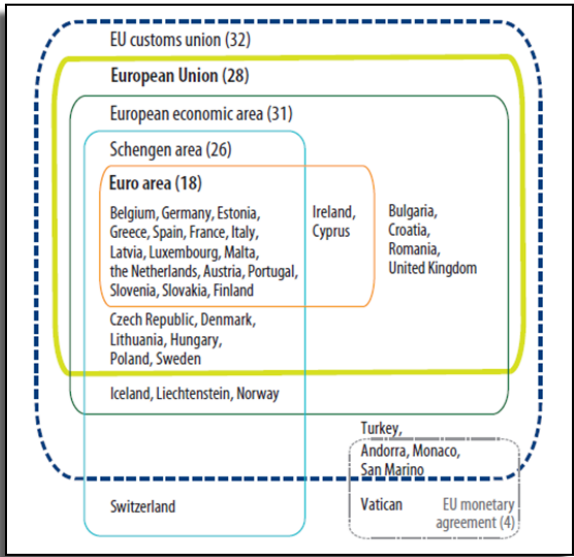 EU customs union (32)
European Union (28)
European economic area (31)
Schengen area (26)
Euro area (18)
Belgium, Germany, Estonia,
Greece, Spain, France, Italy,
Latvia, Luxembourg, Malta,
the Netherlands, Austria, Portugal,
Slovenia, Slovakia, Finland
Ireland,
Cyprus
Bulgaria,
Croatia,
Romania,
United Kingdom
Czech Republic, Denmark,
Lithuania, Hungary,
Poland, Sweden
Iceland, Liechtenstein, Norway
Turkey,
Andorra, Monaco,
San Marino
Switzerland
Vatican
EU monetary
agreement (4)